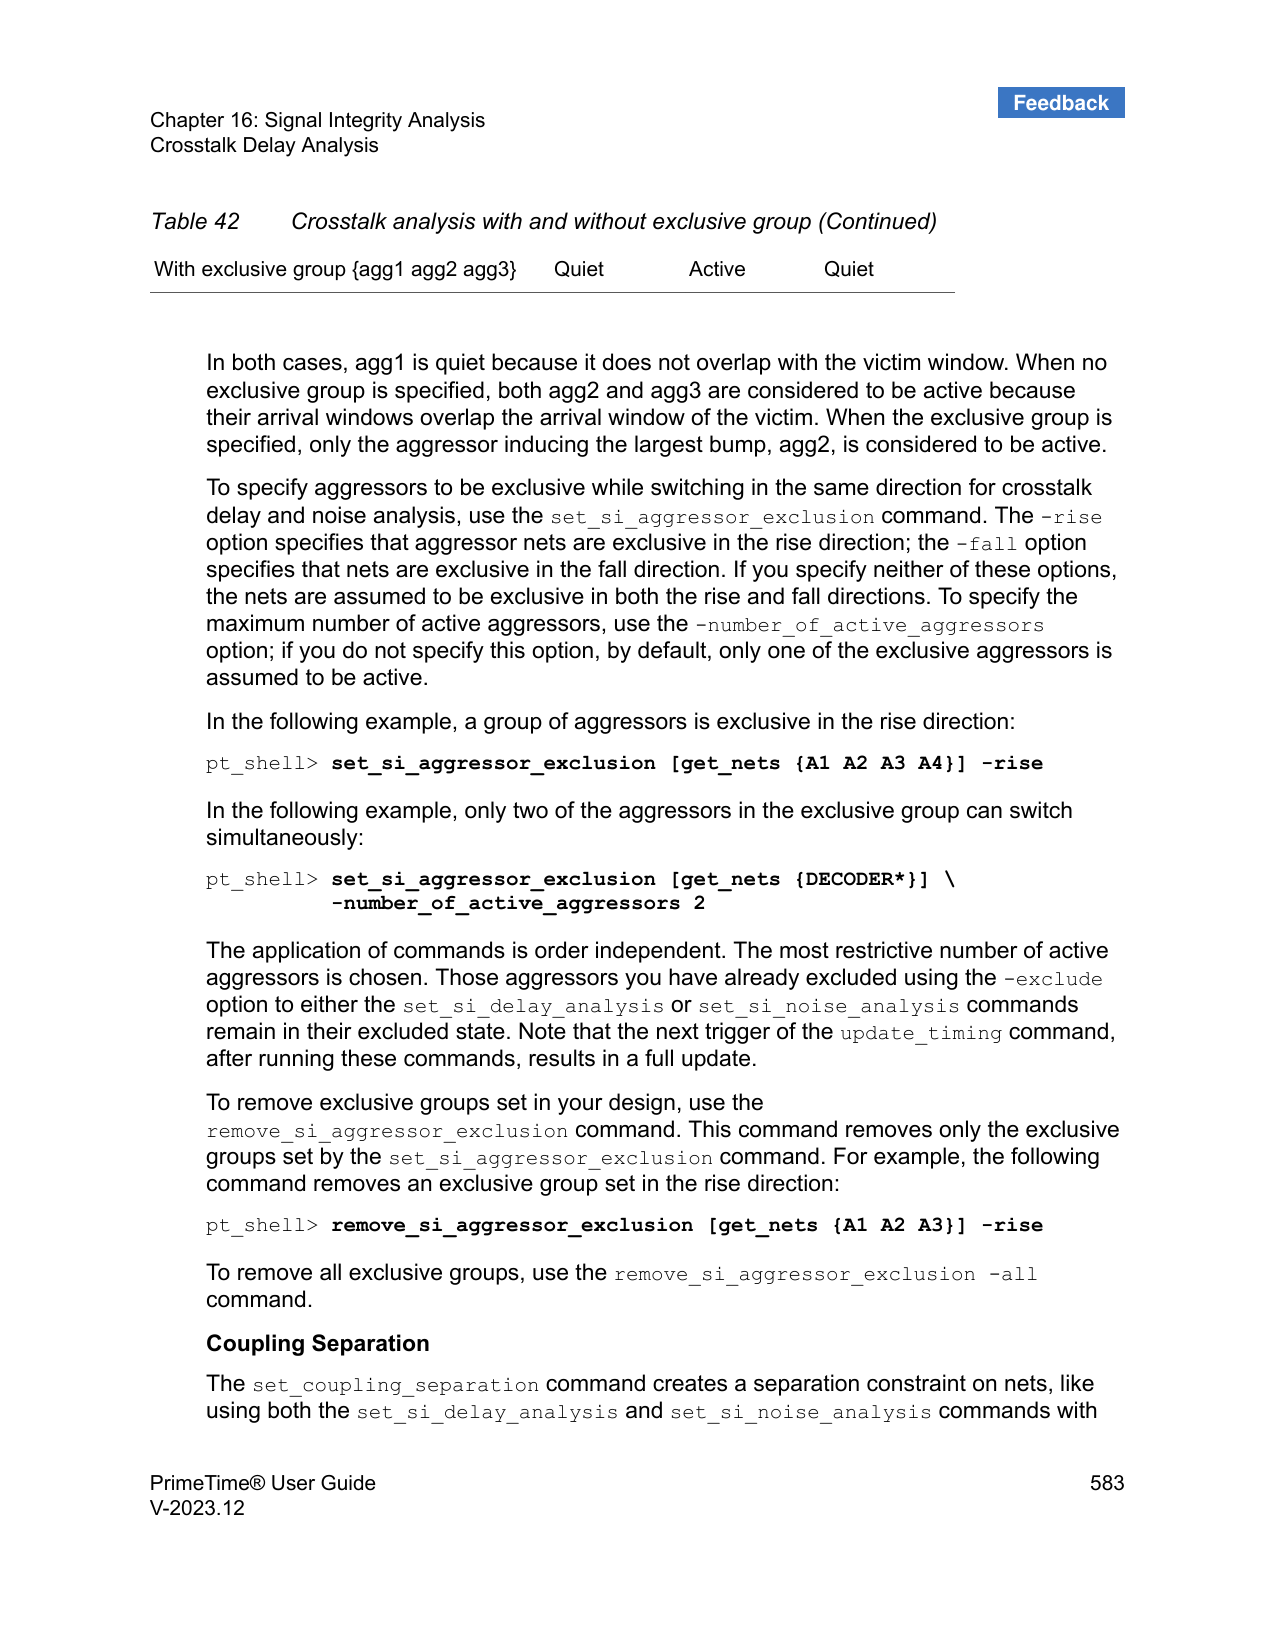 Feedback
Chapter 16: Signal Integrity Analysis
Crosstalk Delay Analysis
Table 42 Crosstalk analysis with and without exclusive group (Continued)
With exclusive group {agg1 agg2 agg3} Quiet Active Quiet
In both cases, agg1 is quiet because it does not overlap with the victim window. When no
exclusive group is specified, both agg2 and agg3 are considered to be active because
their arrival windows overlap the arrival window of the victim. When the exclusive group is
specified, only the aggressor inducing the largest bump, agg2, is considered to be active.
To specify aggressors to be exclusive while switching in the same direction for crosstalk
delay and noise analysis, use the set_si_aggressor_exclusion command. The -rise
option specifies that aggressor nets are exclusive in the rise direction; the -fall option
specifies that nets are exclusive in the fall direction. If you specify neither of these options,
the nets are assumed to be exclusive in both the rise and fall directions. To specify the
maximum number of active aggressors, use the -number_of_active_aggressors
option; if you do not specify this option, by default, only one of the exclusive aggressors is
assumed to be active.
In the following example, a group of aggressors is exclusive in the rise direction:
pt_shell> set_si_aggressor_exclusion [get_nets {A1 A2 A3 A4}] -rise
In the following example, only two of the aggressors in the exclusive group can switch
simultaneously:
pt_shell> set_si_aggressor_exclusion [get_nets {DECODER*}] \
-number_of_active_aggressors 2
The application of commands is order independent. The most restrictive number of active
aggressors is chosen. Those aggressors you have already excluded using the -exclude
option to either the set_si_delay_analysis or set_si_noise_analysis commands
remain in their excluded state. Note that the next trigger of the update_timing command,
after running these commands, results in a full update.
To remove exclusive groups set in your design, use the
remove_si_aggressor_exclusion command. This command removes only the exclusive
groups set by the set_si_aggressor_exclusion command. For example, the following
command removes an exclusive group set in the rise direction:
pt_shell> remove_si_aggressor_exclusion [get_nets {A1 A2 A3}] -rise
To remove all exclusive groups, use the remove_si_aggressor_exclusion -all
command.
Coupling Separation
The set_coupling_separation command creates a separation constraint on nets, like
using both the set_si_delay_analysis and set_si_noise_analysis commands with
PrimeTime® User Guide 583
V-2023.12